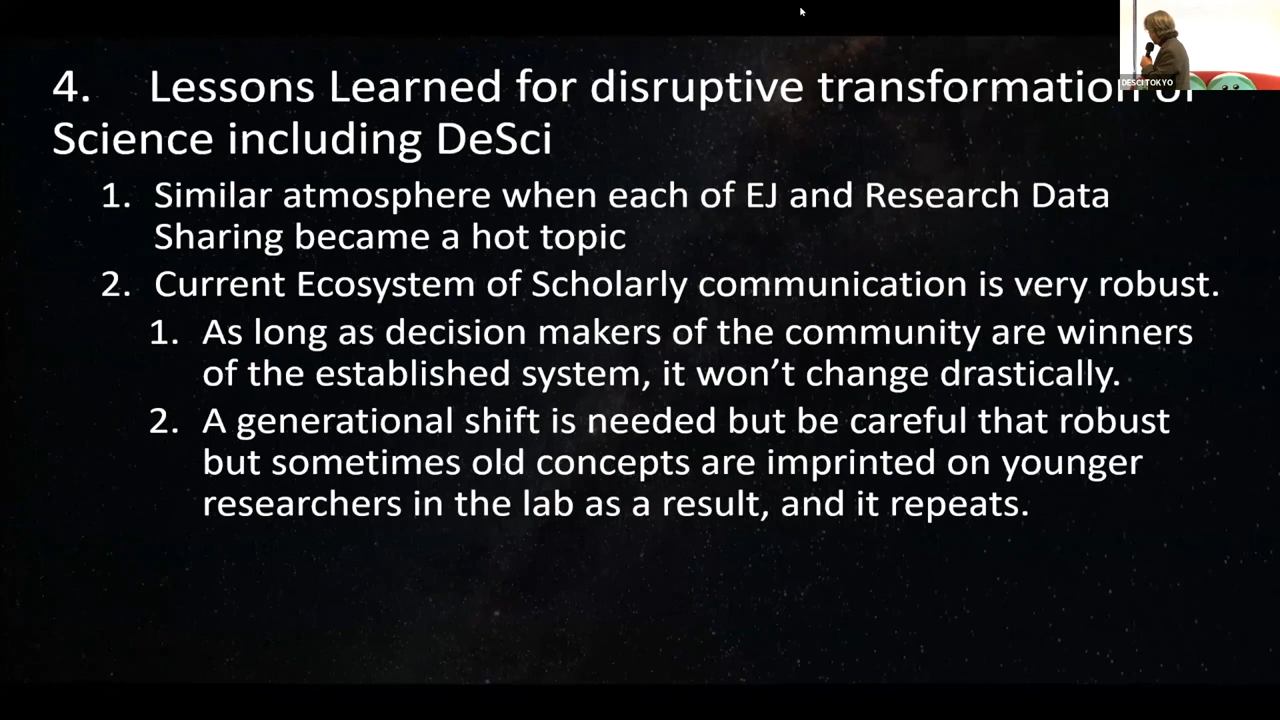 4. Lessons Learned for disruptive transformation of
Science including DeSci
1. Similar atmosphere when each of EJ and Research Data
Sharing became a hot topic
2. Current Ecosystem of Scholarly communication is very robust.
1. As long as decision makers of the community are winners
of the established system, it won’t change drastically.
2. A generational shift is needed but be careful that robust
but sometimes old concepts are imprinted on younger
researchers in the lab as a result, and it repeats.
DESCI TOKYO